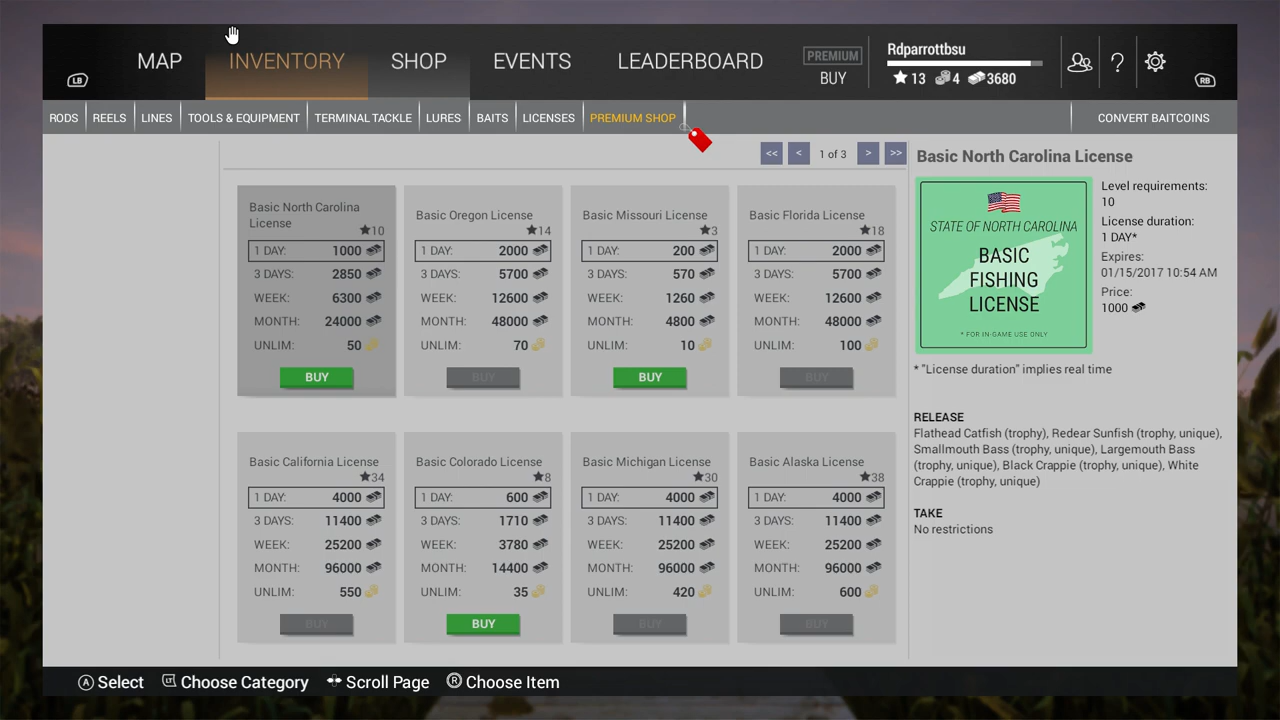 MAP INVENTORY SHOP EVENTS LEADERBOARD PREMIUM BUY Rdparrottbsu
13 4 3680
LB RB
RODS REELS LINES TOOLS & EQUIPMENT TERMINAL TACKLE LURES BAITS LICENSES PREMIUM SHOP CONVERT BAITCOINS
<< < 1 of 3 > >>
Basic North Carolina License
10
1 DAY: 1000
3 DAYS: 2850
WEEK: 6300
MONTH: 24000
UNLIM: 50
BUY
Basic Oregon License
14
1 DAY: 2000
3 DAYS: 5700
WEEK: 12600
MONTH: 48000
UNLIM: 70
BUY
Basic Missouri License
3
1 DAY: 200
3 DAYS: 570
WEEK: 1260
MONTH: 4800
UNLIM: 10
BUY
Basic Florida License
18
1 DAY: 2000
3 DAYS: 5700
WEEK: 12600
MONTH: 48000
UNLIM: 100
BUY
Basic California License
34
1 DAY: 4000
3 DAYS: 11400
WEEK: 25200
MONTH: 96000
UNLIM: 550
BUY
Basic Colorado License
8
1 DAY: 600
3 DAYS: 1710
WEEK: 3780
MONTH: 14400
UNLIM: 35
BUY
Basic Michigan License
30
1 DAY: 4000
3 DAYS: 11400
WEEK: 25200
MONTH: 96000
UNLIM: 420
BUY
Basic Alaska License
38
1 DAY: 4000
3 DAYS: 11400
WEEK: 25200
MONTH: 96000
UNLIM: 600
BUY
Basic North Carolina License
STATE OF NORTH CAROLINA
BASIC
FISHING
LICENSE
* FOR IN-GAME USE ONLY
Level requirements:
10
License duration:
1 DAY*
Expires:
01/15/2017 10:54 AM
Price:
1000
* "License duration" implies real time
RELEASE
Flathead Catfish (trophy), Redear Sunfish (trophy, unique),
Smallmouth Bass (trophy, unique), Largemouth Bass
(trophy, unique), Black Crappie (trophy, unique), White
Crappie (trophy, unique)
TAKE
No restrictions
A Select LT Choose Category Scroll Page R Choose Item